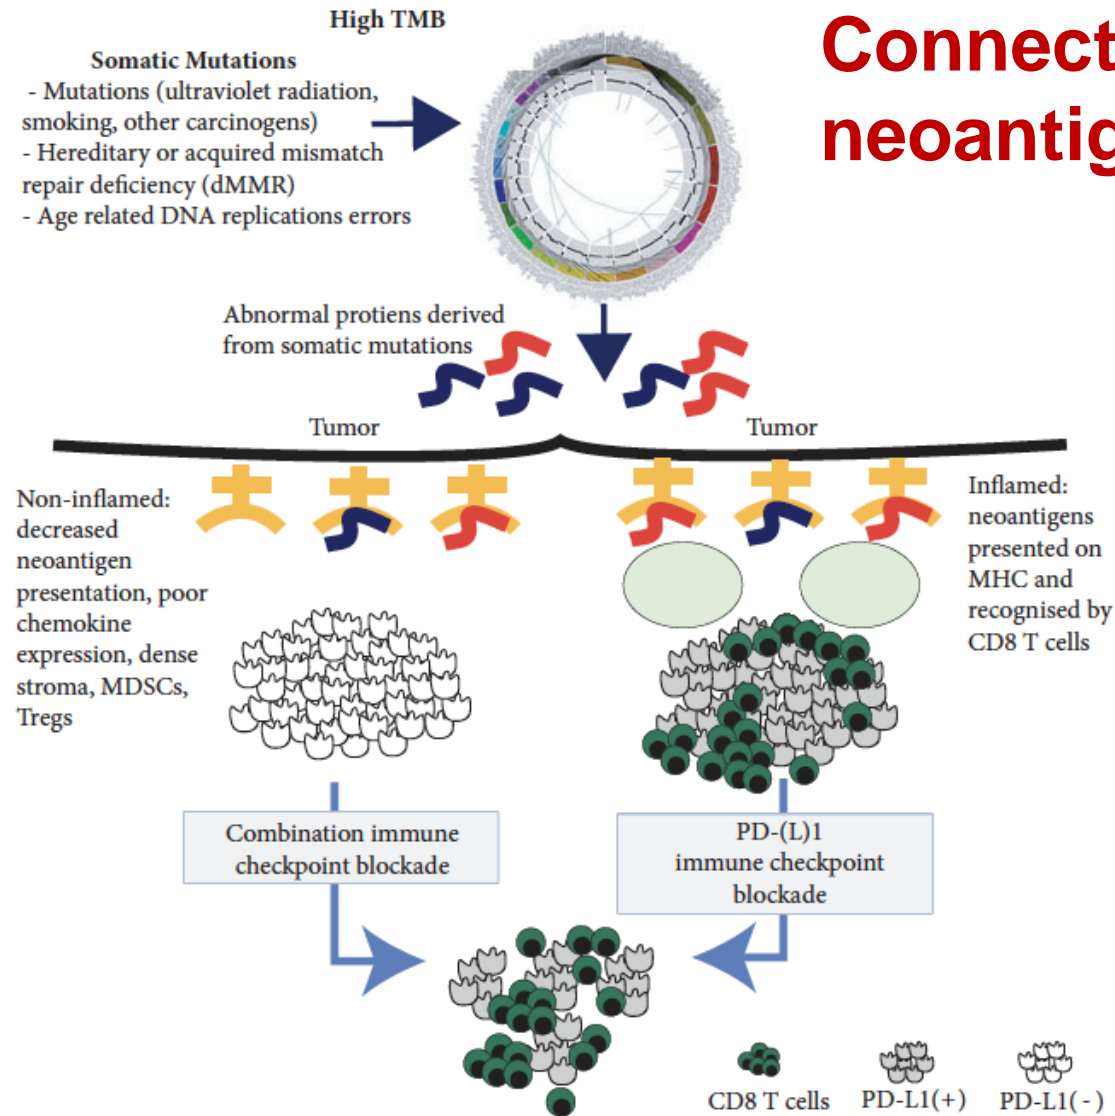 High TMB
Connect
neoantig
Somatic Mutations
- Mutations (ultraviolet radiation,
smoking, other carcinogens)
- Hereditary or acquired mismatch
repair deficiency (dMMR)
- Age related DNA replications errors
Abnormal protiens derived
from somatic mutations
Tumor
Tumor
Non-inflamed:
decreased
neoantigen
presentation, poor
chemokine
expression, dense
stroma, MDSCs,
Tregs
Inflamed:
neoantigens
presented on
MHC and
recognised by
CD8 T cells
Combination immune
checkpoint blockade
PD-(L)1
immune checkpoint
blockade
CD8 T cells
PD-L1(+)
PD-L1(-)